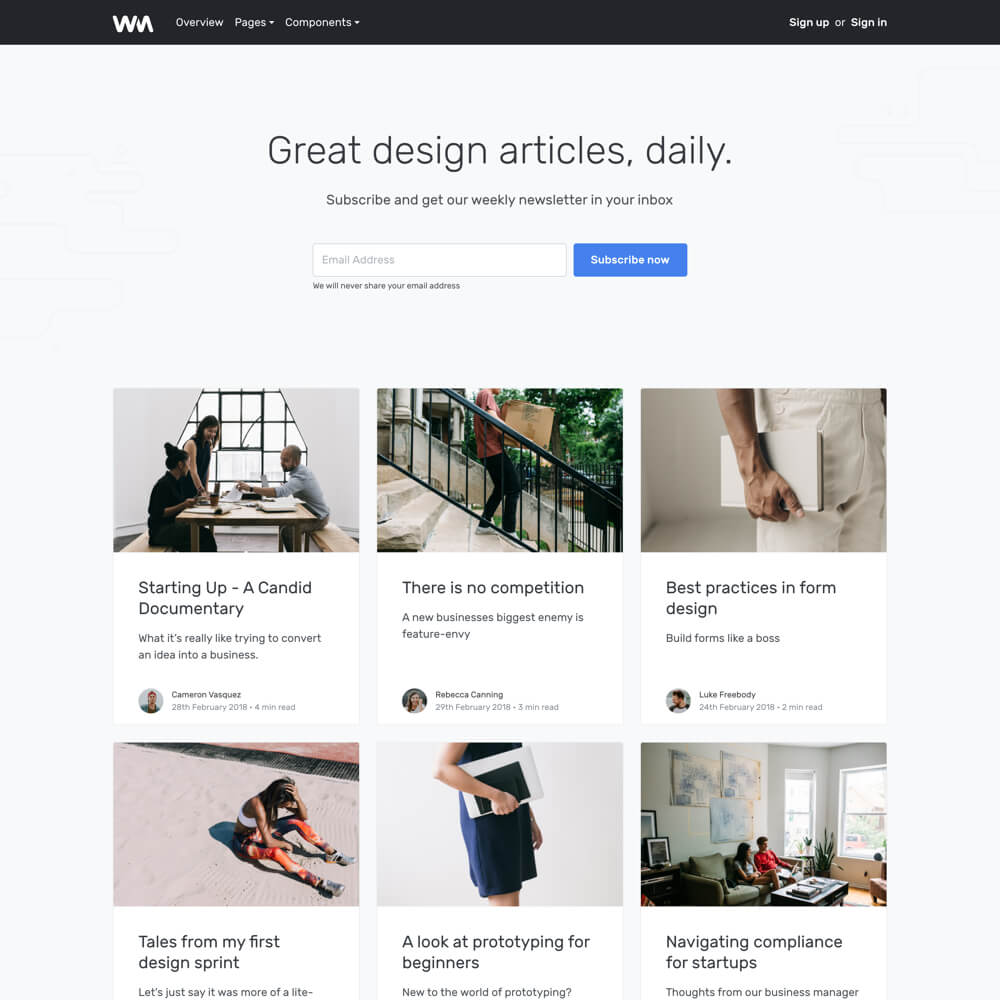 WM
Overview Pages Components
Sign up or Sign in
Great design articles, daily.
Subscribe and get our weekly newsletter in your inbox
Email Address
Subscribe now
We will never share your email address
Starting Up - A Candid
Documentary
What it's really like trying to convert
an idea into a business.
Cameron Vasquez
28th February 2018 • 4 min read
There is no competition
A new businesses biggest enemy is
feature-envy
Rebecca Canning
29th February 2018 • 3 min read
Best practices in form
design
Build forms like a boss
Luke Freebody
24th February 2018 • 2 min read
Tales from my first
design sprint
Let's just say it was more of a lite-
A look at prototyping for
beginners
New to the world of prototyping?
Navigating compliance
for startups
Thoughts from our business manager